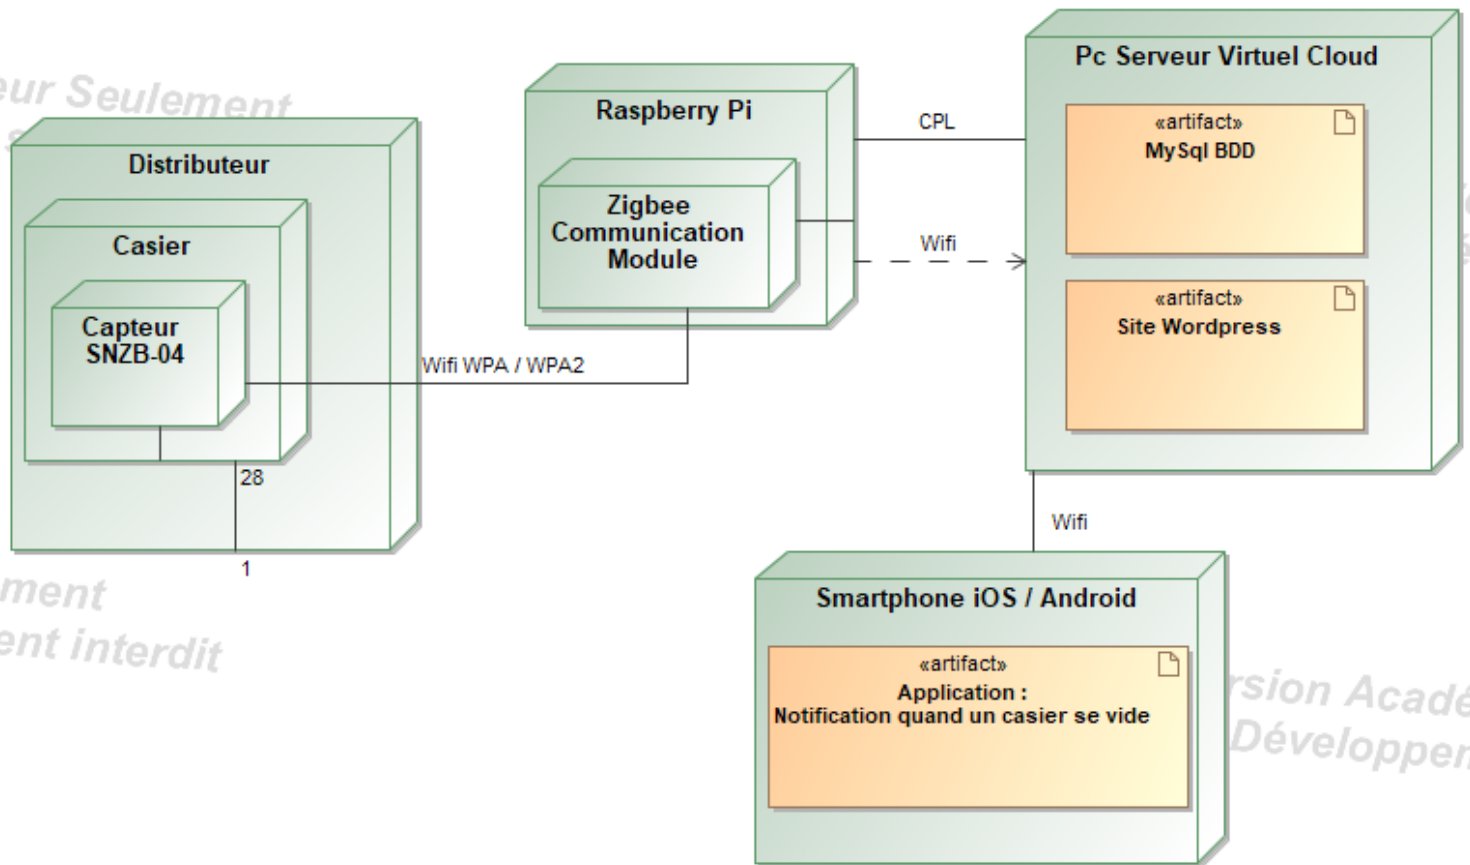 eur Seulement
Distributeur
Casier
Capteur
SNZB-04
28
1
Wifi WPA / WPA2
Raspberry Pi
Zigbee
Communication
Module
CPL
Wifi
Pc Serveur Virtuel Cloud
«artifact»
MySql BDD
«artifact»
Site Wordpress
Wifi
Smartphone iOS / Android
«artifact»
Application :
Notification quand un casier se vide
ement
ent interdit
rsion Acadé
Développen